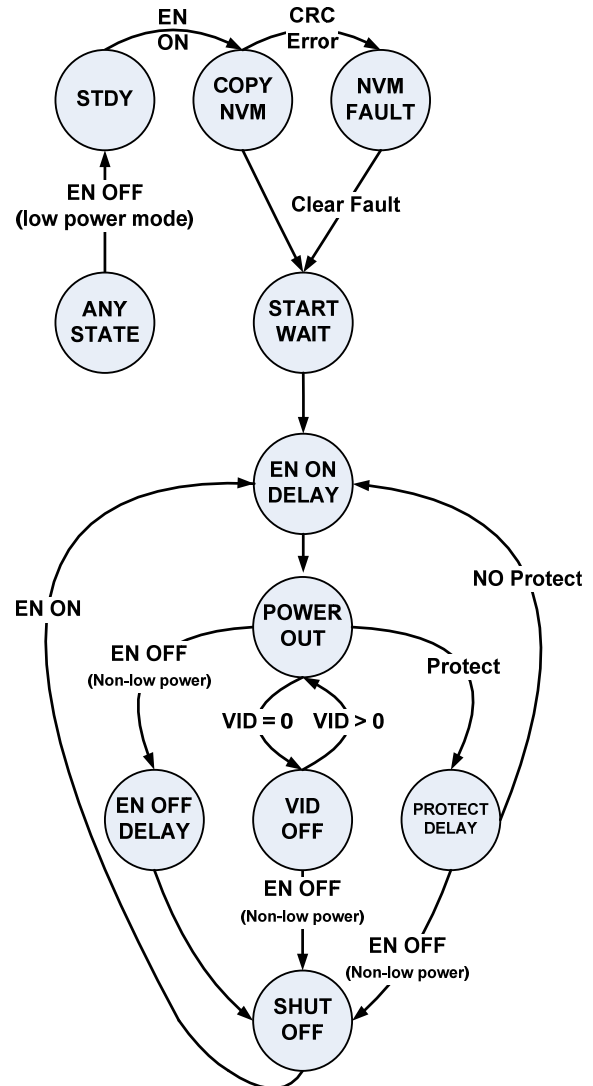 EN
ON
CRC
Error
STDY
COPY
NVM
NVM
FAULT
EN OFF
(low power mode)
Clear Fault
ANY
STATE
START
WAIT
EN ON
DELAY
NO Protect
EN ON
POWER
OUT
EN OFF
(Non-low power)
Protect
VID = 0
VID > 0
EN OFF
DELAY
VID
OFF
PROTECT
DELAY
EN OFF
(Non-low power)
EN OFF
(Non-low power)
SHUT
OFF